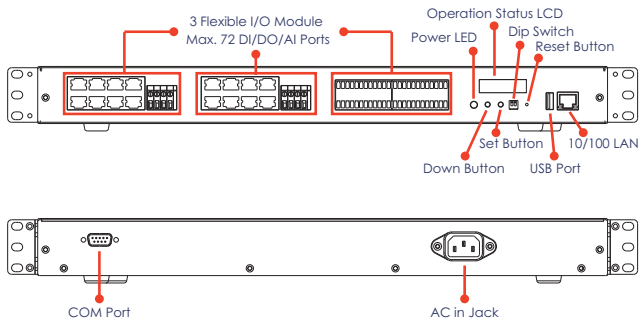 3 Flexible I/O Module
Max. 72 DI/DO/AI Ports
Operation Status LCD
Power LED
Dip Switch
Reset Button
Set Button
10/100 LAN
Down Button
USB Port
COM Port
AC in Jack